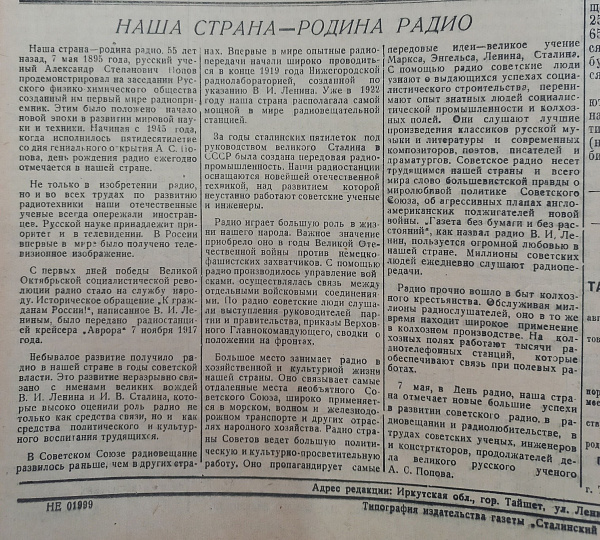 НАША СТРАНА—РОДИНА РАДИО
Наша страна—родина радио. 55 лет
назад, 7 мая 1895 года, русский уче-
ный Александр Степанович Попов
продемонстрировал на заседании Рус-
ского физико-химического общества
созданный им первый мире радиопри-
емник. Этим было положено начало
новой эпохи в развитии мировой нау-
ки и техники. Начиная с 1945 года,
когда исполнилось пятидесятилетие
со дня гениального открытия А. С. По-
пова, день рождения радио ежегодно
отмечается в нашей стране.
Не только в изобретении радио,
но и во всех трудах по развитию
радиотехники наши отечественные
ученые всегда опережали иностран-
цев. Русской науке принадлежит при-
оритет и в телевидении. В России
впервые в мире было получено теле-
визионное изображение.
С первых дней победы Великой
Октябрьской социалистической рево-
люции радио стало на службу наро-
ду. Историческое обращение „К граж-
данам России!“, написанное В. И. Ле-
ниным, было передано радиостанци-
ей крейсера „Аврора“ 7 ноября 1917
года.
Небывалое развитие получило ра-
дио в нашей стране в годы советской
власти. Это развитие неразрывно связа-
но с именами великих вождей
В. И. Ленина и И. В. Сталина, кото-
рые высоко оценили роль радио не
только как средства связи, но и как
средства политического и культур-
ного воспитания трудящихся.
В Советском Союзе радиовещание
развилось раньше, чем в других стра-
нах. Впервые в мире опытные радио-
передачи начали широко проводить-
ся в конце 1919 года Нижегородской
радиолабораторией, созданной по
указанию В. И. Ленина. Уже в 1922
году наша страна располагала самой
мощной в мире радиовещательной
станцией.
За годы сталинских пятилеток под
руководством великого Сталина в
СССР была создана передовая радио-
промышленность. Наши радиостанции
оснащаются новейшей отечественной
техникой, над развитием которой
неустанно работают советские ученые
и инженеры.
Радио играет большую роль в жиз-
ни нашего народа. Важное значение
приобрело оно в годы Великой Оте-
чественной войны против немецко-
фашистских захватчиков. С помощью
радио производилось управление вой-
сками, осуществлялась связь между
отдельными войсковыми соединения-
ми. По радио советские люди слуша-
ли выступления руководителей пар-
тии и правительства, приказы Верхов-
ного Главнокомандующего, сводки о
положении на фронтах.
Большое место занимает радио в
хозяйственной и культурной жизни
нашей страны. Оно связывает самые
отдаленные места необъятного Со-
ветского Союза, широко применяет-
ся в морском, водном и железнодо-
рожном транспорте и других отрас-
лях народного хозяйства. Радио стра-
ны Советов ведет большую политиче-
скую и культурно-просветительную
работу. Оно пропагандирует самые
передовые идеи—великое учение
Маркса, Энгельса, Ленина, Сталина.
С помощью радио советские люди
узнают о выдающихся успехах социа-
листического строительства, перени-
мают опыт знатных людей социалис-
тической промышленности и колхоз-
ных полей. Они слушают лучшие
произведения классиков русской му-
зыки и литературы и современных
композиторов, поэтов, писателей и
драматургов. Советское радио несет
трудящимся нашей страны и всего
мира слово большевистской правды о
миролюбивой политике Советского
Союза, об агрессивных планах англо-
американских поджигателей новой
войны. „Газета без бумаги и без рас-
стояний“, как назвал радио В. И. Ле-
нин, пользуется огромной любовью в
нашей стране. Миллионы советских
людей ежедневно слушают радиопе-
редачи.
Радио прочно вошло в быт колхоз-
ного крестьянства. Обслуживая мил-
лионы радиослушателей, оно в то же
время находит широкое применение
в колхозном производстве. На кол-
хозных полях работают тысячи ра-
диотелефонных станций, которые
обеспечивают связь при полевых ра-
ботах.
7 мая, в День радио, наша стра-
на отмечает новые большие успехи
в развитии советского радио, в ра-
диовещании и радиолюбительстве, в
трудах советских ученых, инженеров
и конструкторов, продолжателей де-
ла великого русского ученого
А. С. Попова.
НЕ 01999
Адрес редакции: Иркутская обл., гор. Тайшет, ул. Лени
Типография издательства газеты „Сталинский